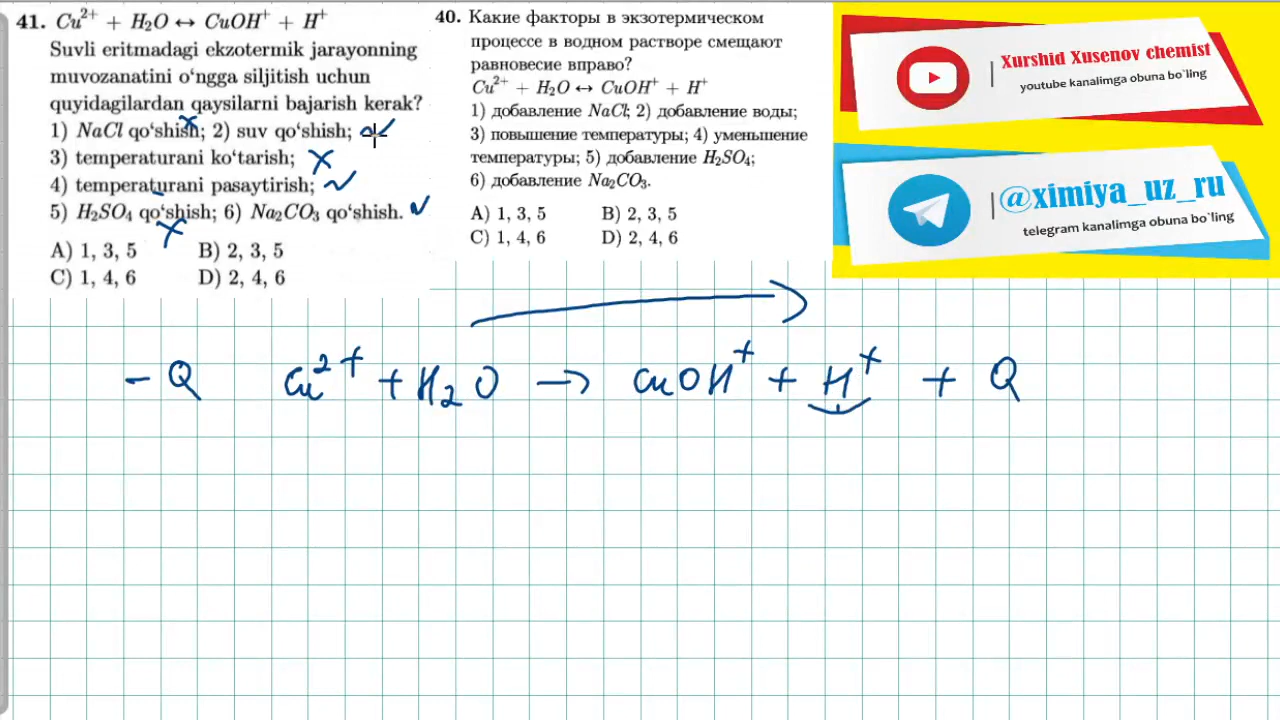 41. Cu²⁺ + H₂O ↔ CuOH⁺ + H⁺
Suvli eritmadagi ekzotermik jarayonning
muvozanatini o‘ngga siljitish uchun
quyidagilardan qaysilarni bajarish kerak?
1) NaCl qo‘shish; 2) suv qo‘shish;
3) temperaturani ko‘tarish;
4) temperaturani pasaytirish;
5) H₂SO₄ qo‘shish; 6) Na₂CO₃ qo‘shish.
A) 1, 3, 5 B) 2, 3, 5
C) 1, 4, 6 D) 2, 4, 6
40. Какие факторы в экзотермическом
процессе в водном растворе смещают
равновесие вправо?
Cu²⁺ + H₂O ↔ CuOH⁺ + H⁺
1) добавление NaCl; 2) добавление воды;
3) повышение температуры; 4) уменьшение
температуры; 5) добавление H₂SO₄;
6) добавление Na₂CO₃.
A) 1, 3, 5 B) 2, 3, 5
C) 1, 4, 6 D) 2, 4, 6
Xurshid Xusenov chemist
youtube kanalimga obuna bo`ling
@ximiya_uz_ru
telegram kanalimga obuna bo`ling
- Q Cu²⁺ + H₂O → CuOH⁺ + H⁺ + Q